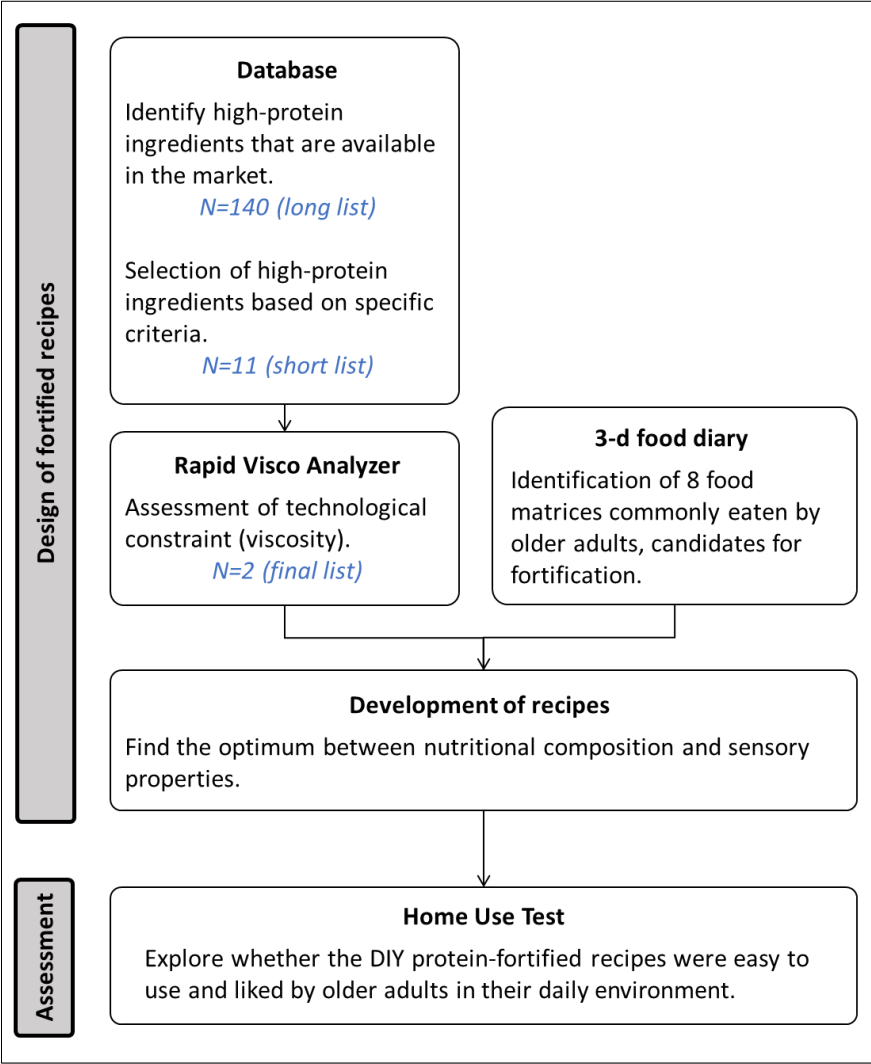 Design of fortified recipes
Database
Identify high-protein
ingredients that are available
in the market.
N=140 (long list)
Selection of high-protein
ingredients based on specific
criteria.
N=11 (short list)
Rapid Visco Analyzer
Assessment of technological
constraint (viscosity).
N=2 (final list)
3-d food diary
Identification of 8 food
matrices commonly eaten by
older adults, candidates for
fortification.
Development of recipes
Find the optimum between nutritional composition and sensory
properties.
Assessment
Home Use Test
Explore whether the DIY protein-fortified recipes were easy to
use and liked by older adults in their daily environment.